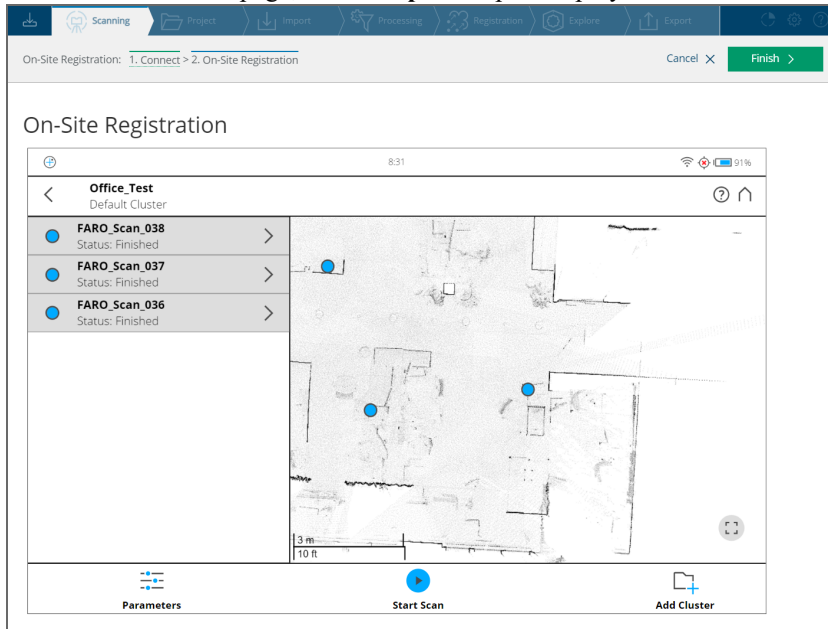 Scanning Project Import Processing Registration Explore Export
On-Site Registration: 1. Connect > 2. On-Site Registration Cancel X Finish >
On-Site Registration
8:31 91%
Office_Test
Default Cluster
FARO_Scan_038
Status: Finished
FARO_Scan_037
Status: Finished
FARO_Scan_036
Status: Finished
3 m
10 ft
Parameters Start Scan Add Cluster